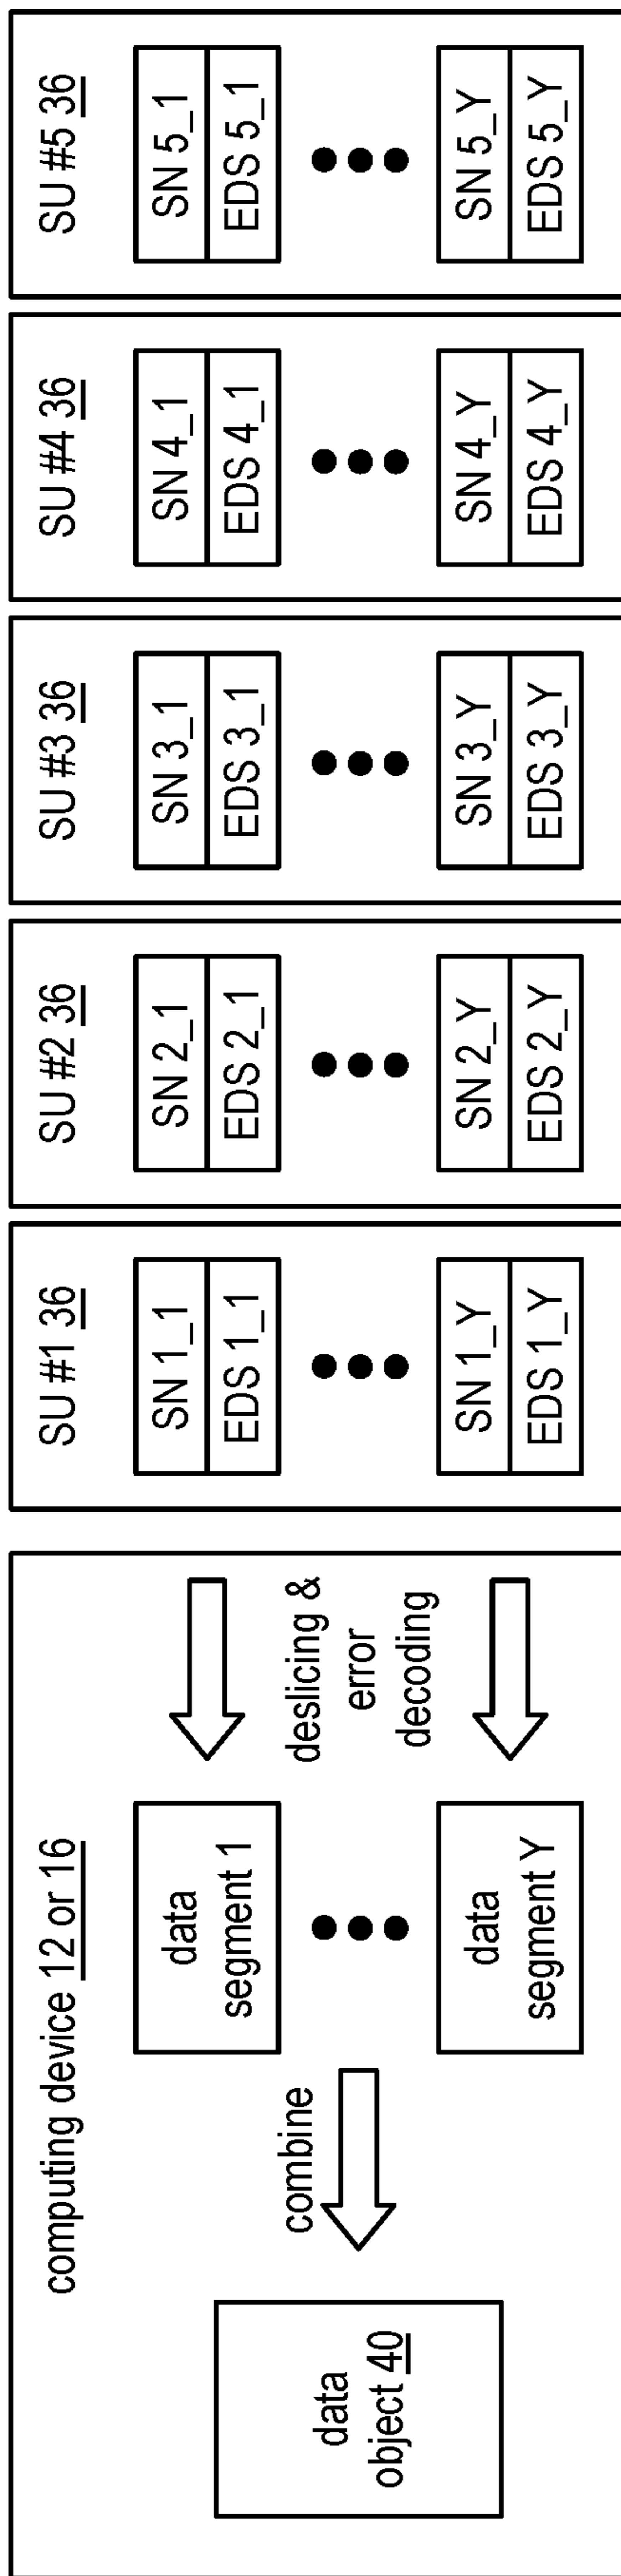 computing device 12 or 16
data
object 40
combine
data
segment 1
data
segment Y
deslicing &
error
decoding
SU #1 36
SN 1_1
EDS 1_1
SN 1_Y
EDS 1_Y
SU #2 36
SN 2_1
EDS 2_1
SN 2_Y
EDS 2_Y
SU #3 36
SN 3_1
EDS 3_1
SN 3_Y
EDS 3_Y
SU #4 36
SN 4_1
EDS 4_1
SN 4_Y
EDS 4_Y
SU #5 36
SN 5_1
EDS 5_1
SN 5_Y
EDS 5_Y